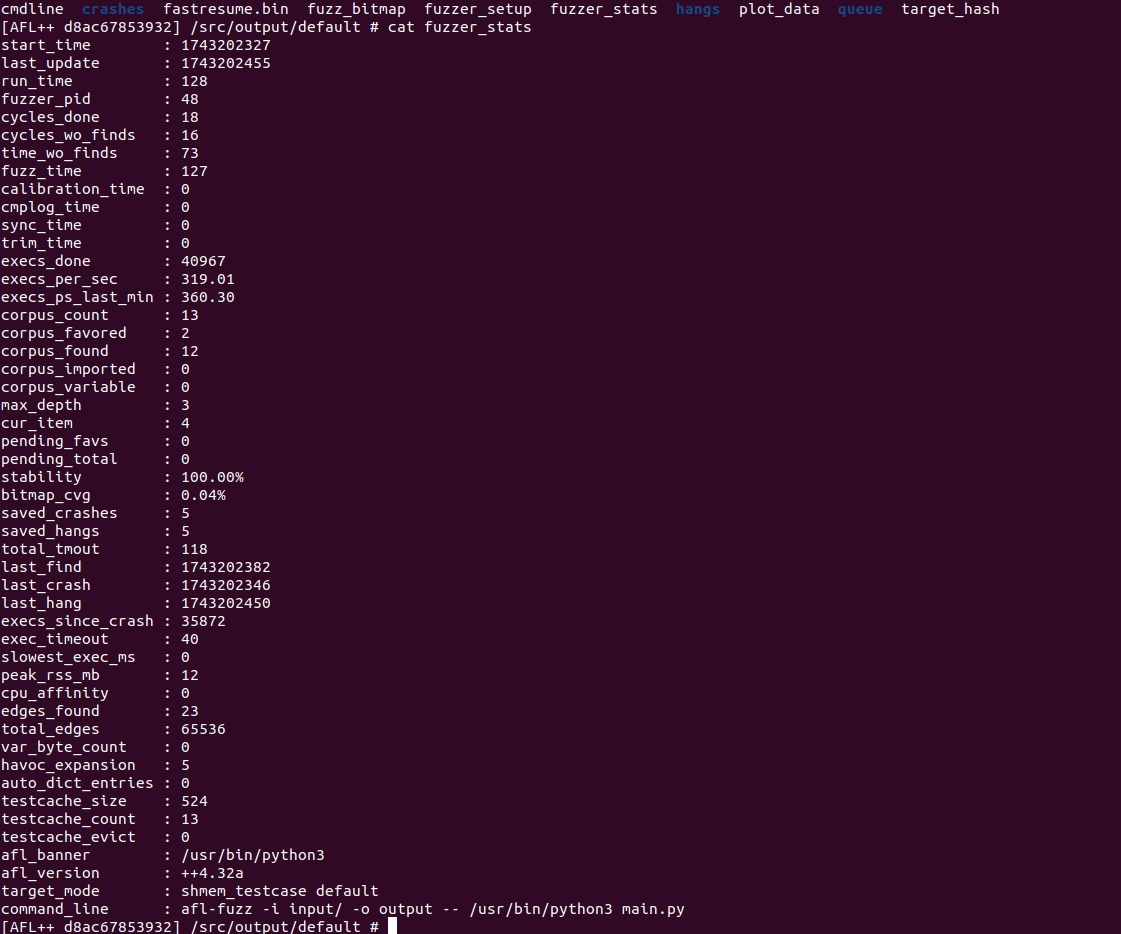 cmdline  crashes  fastresume.bin  fuzz_bitmap  fuzzer_setup  fuzzer_stats  hangs  plot_data  queue  target_hash
[AFL++ d8ac67853932] /src/output/default # cat fuzzer_stats
start_time        : 1743202327
last_update       : 1743202455
run_time          : 128
fuzzer_pid        : 48
cycles_done       : 18
cycles_wo_finds   : 16
time_wo_finds     : 73
fuzz_time         : 127
calibration_time  : 0
cmplog_time       : 0
sync_time         : 0
trim_time         : 0
execs_done        : 40967
execs_per_sec     : 319.01
execs_ps_last_min : 360.30
corpus_count      : 13
corpus_favored    : 2
corpus_found      : 12
corpus_imported   : 0
corpus_variable   : 0
max_depth         : 3
cur_item          : 4
pending_favs      : 0
pending_total     : 0
stability         : 100.00%
bitmap_cvg        : 0.04%
saved_crashes     : 5
saved_hangs       : 5
total_tmout       : 118
last_find         : 1743202382
last_crash        : 1743202346
last_hang         : 1743202450
execs_since_crash : 35872
exec_timeout      : 40
slowest_exec_ms   : 0
peak_rss_mb       : 12
cpu_affinity      : 0
edges_found       : 23
total_edges       : 65536
var_byte_count    : 0
havoc_expansion   : 5
auto_dict_entries : 0
testcache_size    : 524
testcache_count   : 13
testcache_evict   : 0
afl_banner        : /usr/bin/python3
afl_version       : ++4.32a
target_mode       : shmem_testcase default
command_line      : afl-fuzz -i input/ -o output -- /usr/bin/python3 main.py
[AFL++ d8ac67853932] /src/output/default #